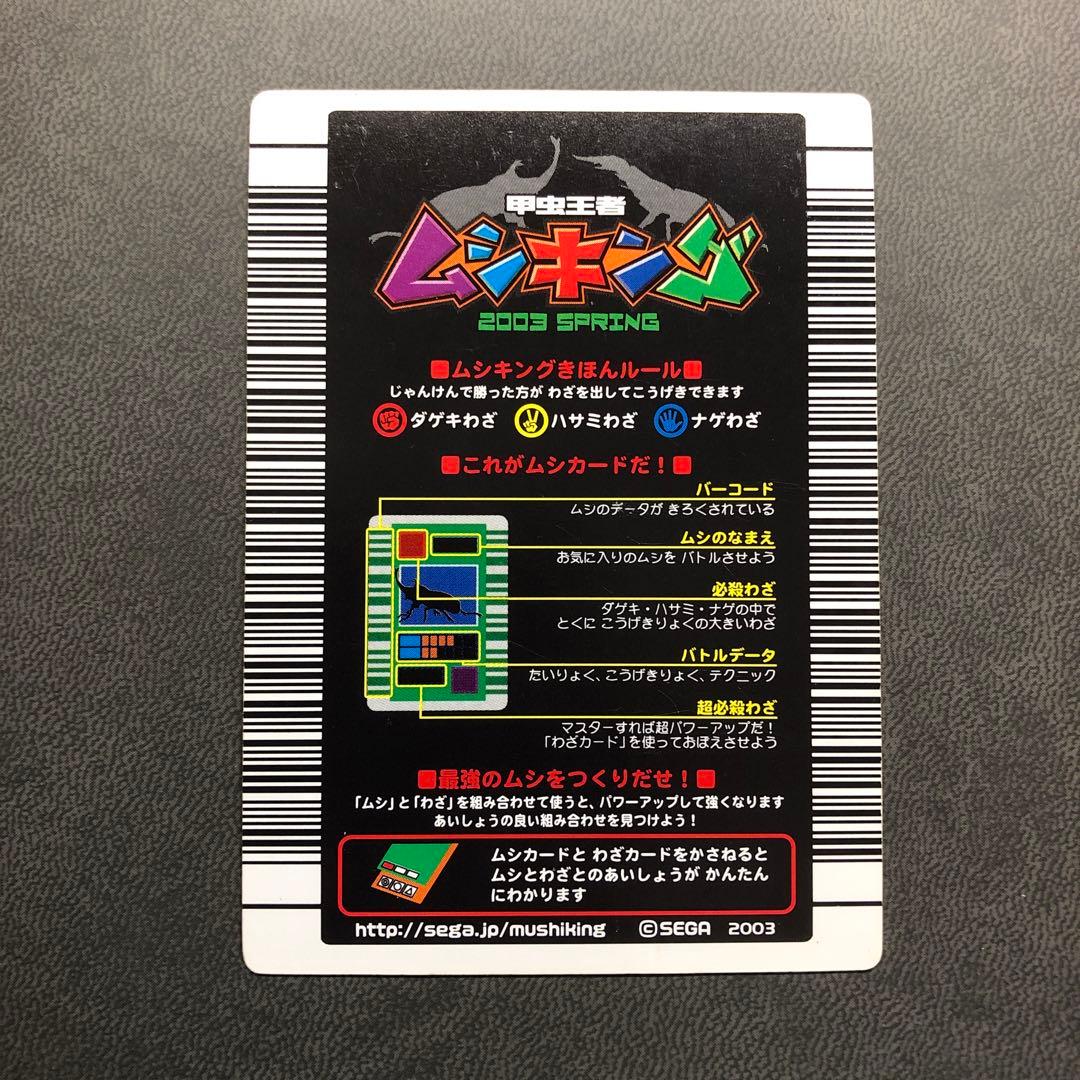 甲虫王者
ムシキング
2003 SPRING
ムシキングきほんルール
じゃんけんで勝った方が わざを出してこうげきできます
ダゲキわざ ハサミわざ ナゲわざ
これがムシカードだ！
バーコード
ムシのデータが きろくされている
ムシのなまえ
お気に入りのムシを バトルさせよう
必殺わざ
ダゲキ・ハサミ・ナゲの中で
とくに こうげきりょくの大きいわざ
バトルデータ
たいりょく、こうげきりょく、テクニック
超必殺わざ
マスターすれば超パワーアップだ！
「わざカード」を使っておぼえさせよう
最強のムシをつくりだせ！
「ムシ」と「わざ」を組み合わせて使うと、パワーアップして強くなります
あいしょうの良い組み合わせを見つけよう！
ムシカードと わざカードをかさねると
ムシとわざとのあいしょうが かんたん
にわかります
http://sega.jp/mushiking ©SEGA 2003